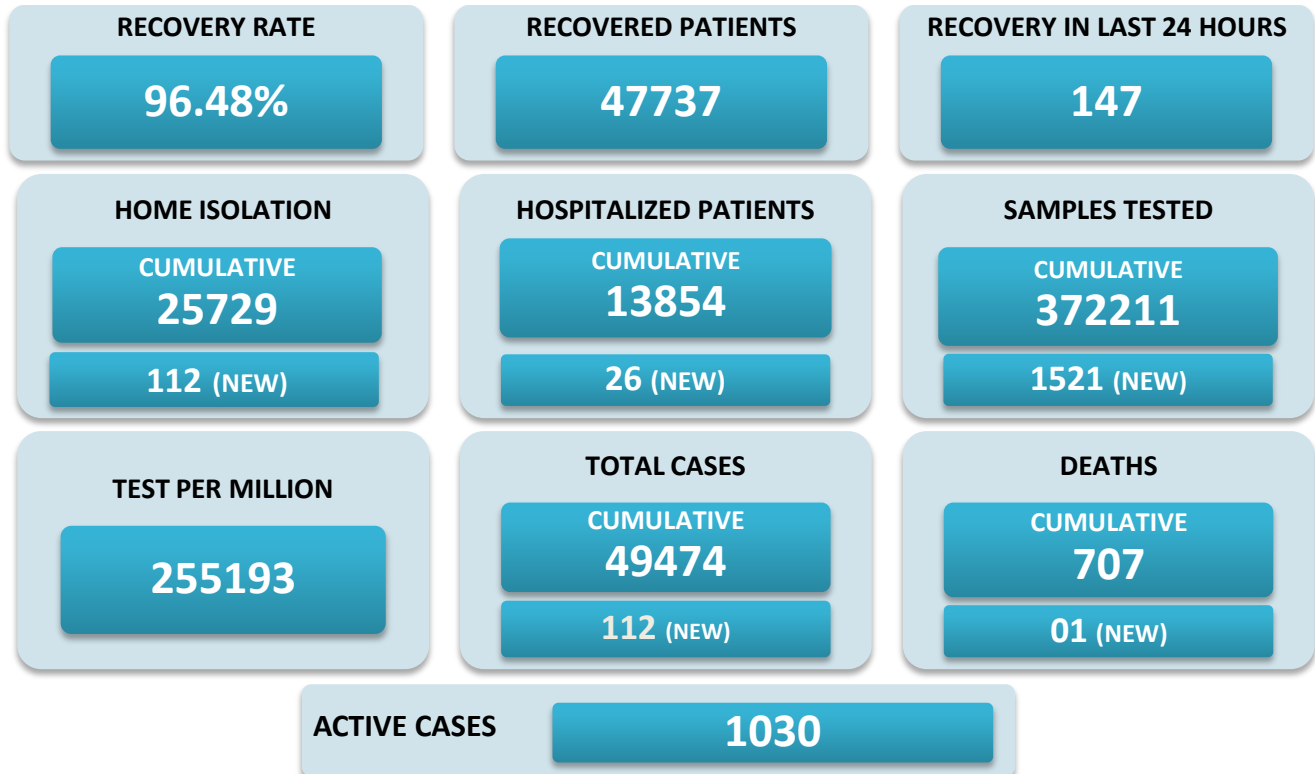 RECOVERY RATE
96.48%
RECOVERED PATIENTS
47737
RECOVERY IN LAST 24 HOURS
147
HOME ISOLATION
CUMULATIVE
25729
112 (NEW)
HOSPITALIZED PATIENTS
CUMULATIVE
13854
26 (NEW)
SAMPLES TESTED
CUMULATIVE
372211
1521 (NEW)
TEST PER MILLION
255193
TOTAL CASES
CUMULATIVE
49474
112 (NEW)
DEATHS
CUMULATIVE
707
01 (NEW)
ACTIVE CASES
1030